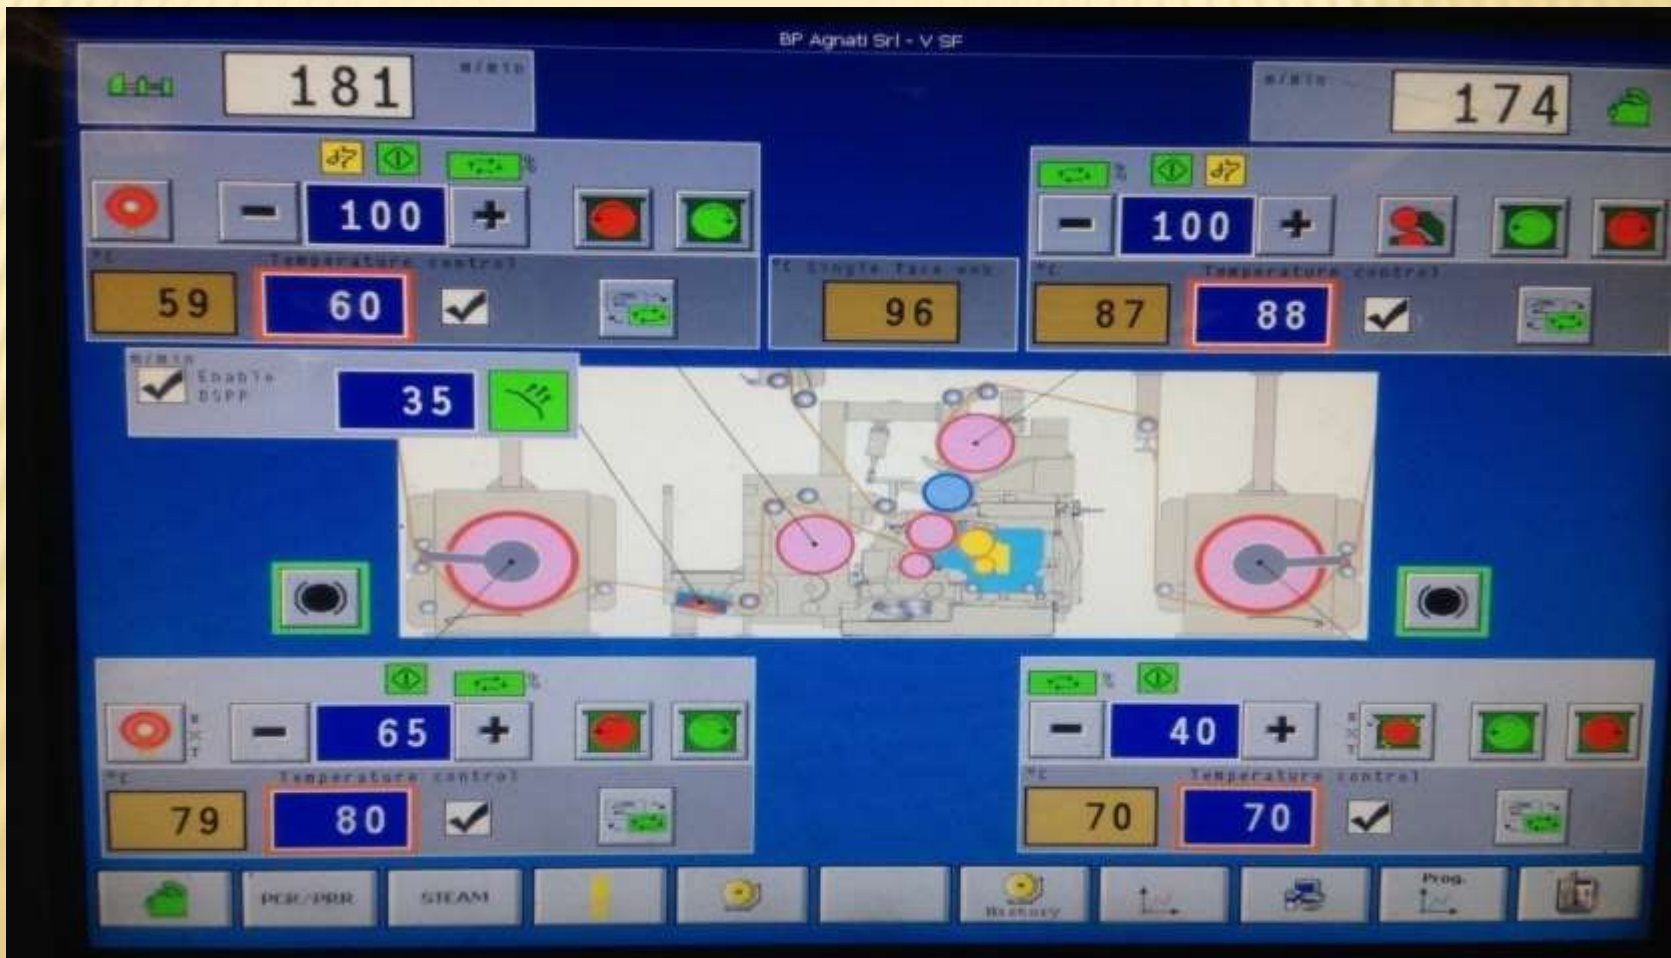 BP Agnati Srl - V SF
181 m/min
m/min 174
% 
100
%
100
°C Temperature control
59 60
°C Single face web
96
°C Temperature control
87 88
m/min
Enable
DSPP
35
%
65
%
40
°C Temperature control
79 80
°C Temperature control
70 70
PCR/PRR
STEAM
History
Prog.